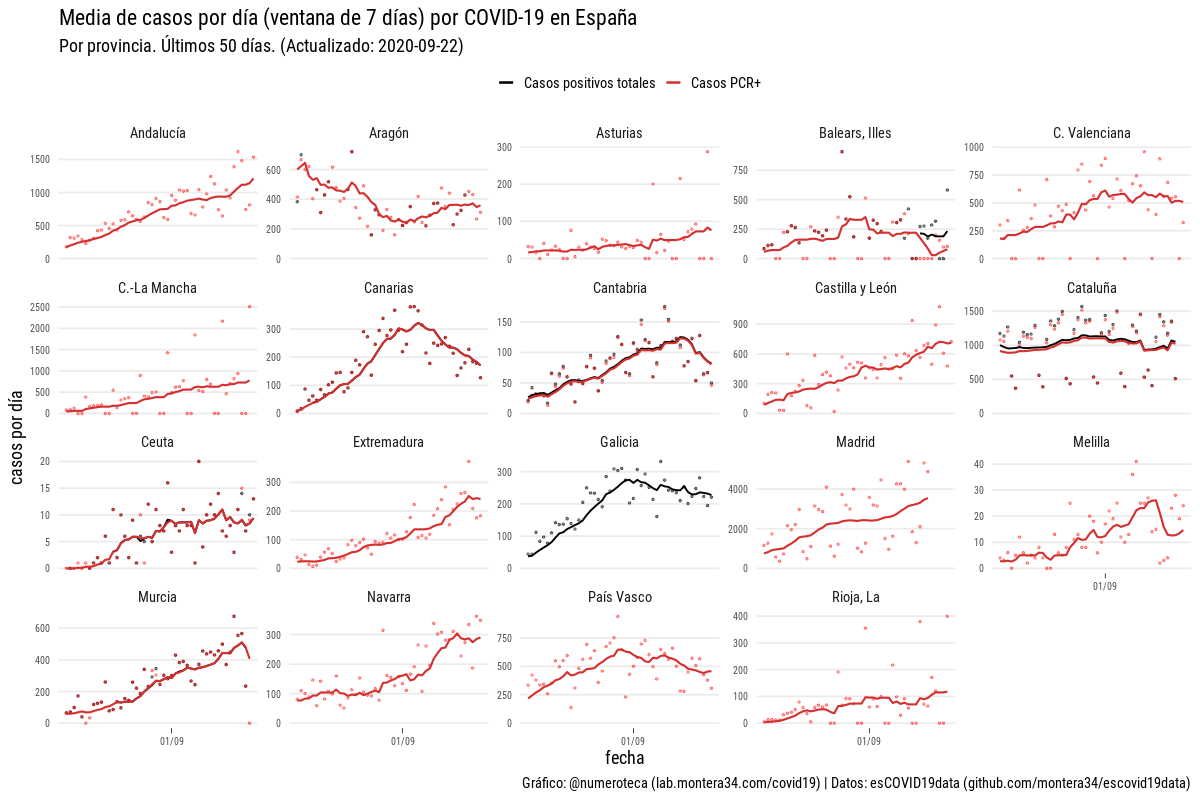 Media de casos por día (ventana de 7 días) por COVID-19 en España
Por provincia. Últimos 50 días. (Actualizado: 2020-09-22)
Casos positivos totales Casos PCR+
casos por día
Andalucía Aragón Asturias Balears, Illes C. Valenciana
1500 1000 500 0
600 400 200 0
300 200 100 0
750 500 250 0
1000 750 500 250 0
C.-La Mancha Canarias Cantabria Castilla y León Cataluña
2500 2000 1500 1000 500 0
300 200 100 0
150 100 50 0
900 600 300 0
1500 1000 500 0
Ceuta Extremadura Galicia Madrid Melilla
20 15 10 5 0
300 200 100 0
300 200 100 0
4000 2000 0
40 30 20 10 0
01/09
Murcia Navarra País Vasco Rioja, La
600 400 200 0
300 200 100 0
750 500 250 0
400 300 200 100 0
01/09 01/09 01/09 01/09
fecha
Gráfico: @numeroteca (lab.montera34.com/covid19) | Datos: esCOVID19data (github.com/montera34/escovid19data)